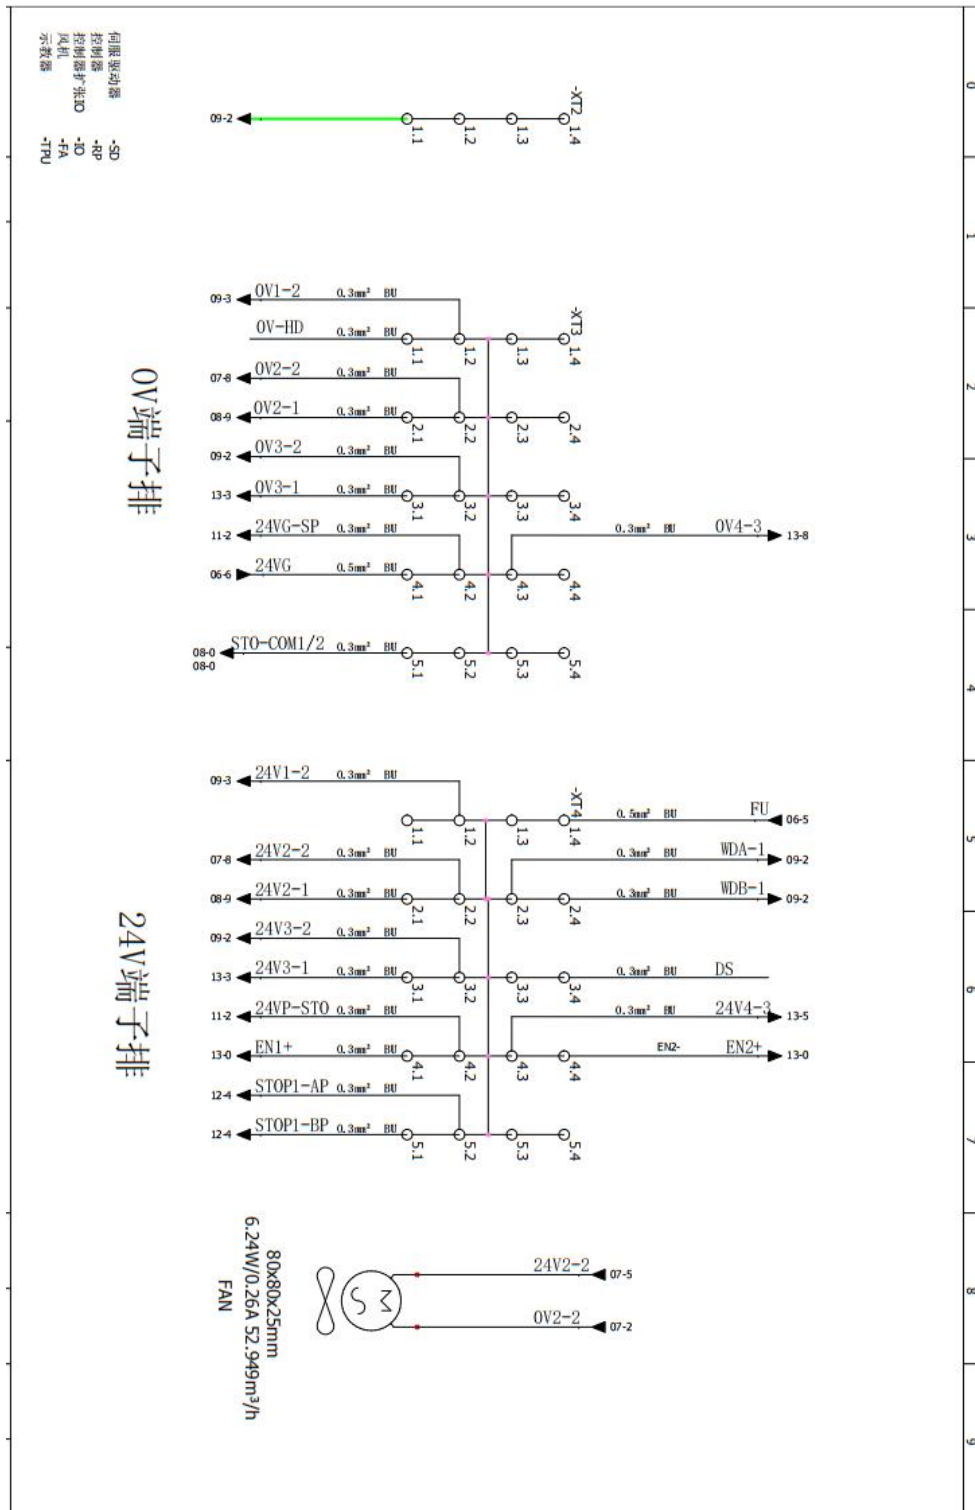 0
1
2
3
4
5
6
7
8
9
伺服驱动器 -SD
控制器 -RP
控制器扩张IO -IO
风机 -FA
示教器 -TPU
-XT2
09-2
1.1 1.2 1.3 1.4
0V端子排
-XT3
09-3 0V1-2 0.3mm² BU
0V-HD 0.3mm² BU
1.1 1.2 1.3 1.4
07-8 0V2-2 0.3mm² BU
08-9 0V2-1 0.3mm² BU
2.1 2.2 2.3 2.4
09-2 0V3-2 0.3mm² BU
13-3 0V3-1 0.3mm² BU
3.1 3.2 3.3 3.4
11-2 24VG-SP 0.3mm² BU 0.3mm² BU 0V4-3 13-8
06-6 24VG 0.5mm² BU
4.1 4.2 4.3 4.4
08-0 STO-COM1/2 0.3mm² BU
08-0
5.1 5.2 5.3 5.4
24V端子排
-XT4
09-3 24V1-2 0.3mm² BU
0.5mm² BU FU 06-5
1.1 1.2 1.3 1.4
07-8 24V2-2 0.3mm² BU 0.3mm² BU WDA-1 09-2
08-9 24V2-1 0.3mm² BU 0.3mm² BU WDB-1 09-2
2.1 2.2 2.3 2.4
09-2 24V3-2 0.3mm² BU
13-3 24V3-1 0.3mm² BU 0.3mm² BU DS
3.1 3.2 3.3 3.4
11-2 24VP-STO 0.3mm² BU 0.3mm² BU 24V4-3 13-5
13-0 EN1+ 0.3mm² BU EN2- EN2+ 13-0
4.1 4.2 4.3 4.4
12-4 STOP1-AP 0.3mm² BU
12-4 STOP1-BP 0.3mm² BU
5.1 5.2 5.3 5.4
24V2-2 07-5
0V2-2 07-2
M
80x80x25mm
6.24W/0.26A 52.949m³/h
FAN